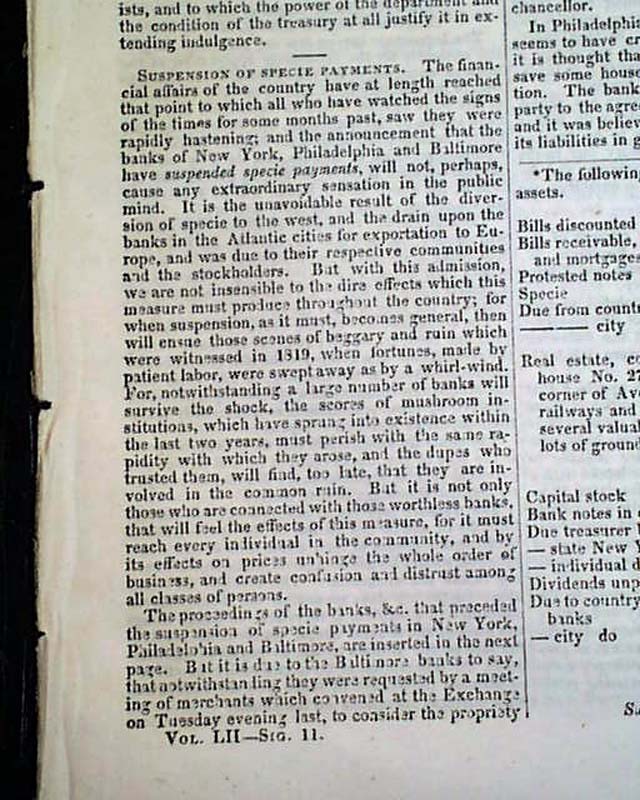 ists, and to which the power of the department and
the condition of the treasury at all justify it in ex-
tending indulgence.
SUSPENSION OF SPECIE PAYMENTS. The finan-
cial affairs of the country have at length reached
that point to which all who have watched the signs
of the times for some months past, saw they were
rapidly hastening; and the announcement that the
banks of New York, Philadelphia and Baltimore
have suspended specie payments, will not, perhaps,
cause any extraordinary sensation in the public
mind. It is the unavoidable result of the diver-
sion of specie to the west, and the drain upon the
banks in the Atlantic cities for exportation to Eu-
rope, and was due to their respective communities
and the stockholders. But with this admission,
we are not insensible to the dire effects which this
measure must produce throughout the country; for
when suspension, as it must, becomes general, then
will ensue those scenes of beggary and ruin which
were witnessed in 1819, when fortunes, made by
patient labor, were swept away as by a whirl-wind.
For, notwithstanding a large number of banks will
survive the shock, the scores of mushroom in-
stitutions, which have sprung into existence within
the last two years, must perish with the same ra-
pidity with which they arose, and the dupes who
trusted them, will find, too late, that they are in-
volved in the common ruin. But it is not only
those who are connected with those worthless banks,
that will feel the effects of this measure, for it must
reach every individual in the community, and by
its effects on prices unhinge the whole order of
business, and create confusion and distrust among
all classes of persons.
The proceedings of the banks, &c. that preceded
the suspension of specie payments in New York,
Philadelphia and Baltimore, are inserted in the next
page. But it is due to the Baltimore banks to say,
that notwithstanding they were requested by a meet-
ing of merchants which convened at the Exchange
on Tuesday evening last, to consider the propriety
VOL. LII—SIG. 11.
chancellor.
In Philadelphia
seems to have
it is thought tha
save some hous
tion. The bank
party to the agre
and it was believ
its liabilities in g
*The following
assets.
Bills discounted
Bills receivable,
and mortgages
Protested notes
Specie
Due from count
—— city
Real estate, co
house No. 27
corner of Av
railways and
several valua
lots of ground
Capital stock
Bank notes in
Due treasurer
— state New Y
— individual d
Dividends unp
Due to country
banks
— city do